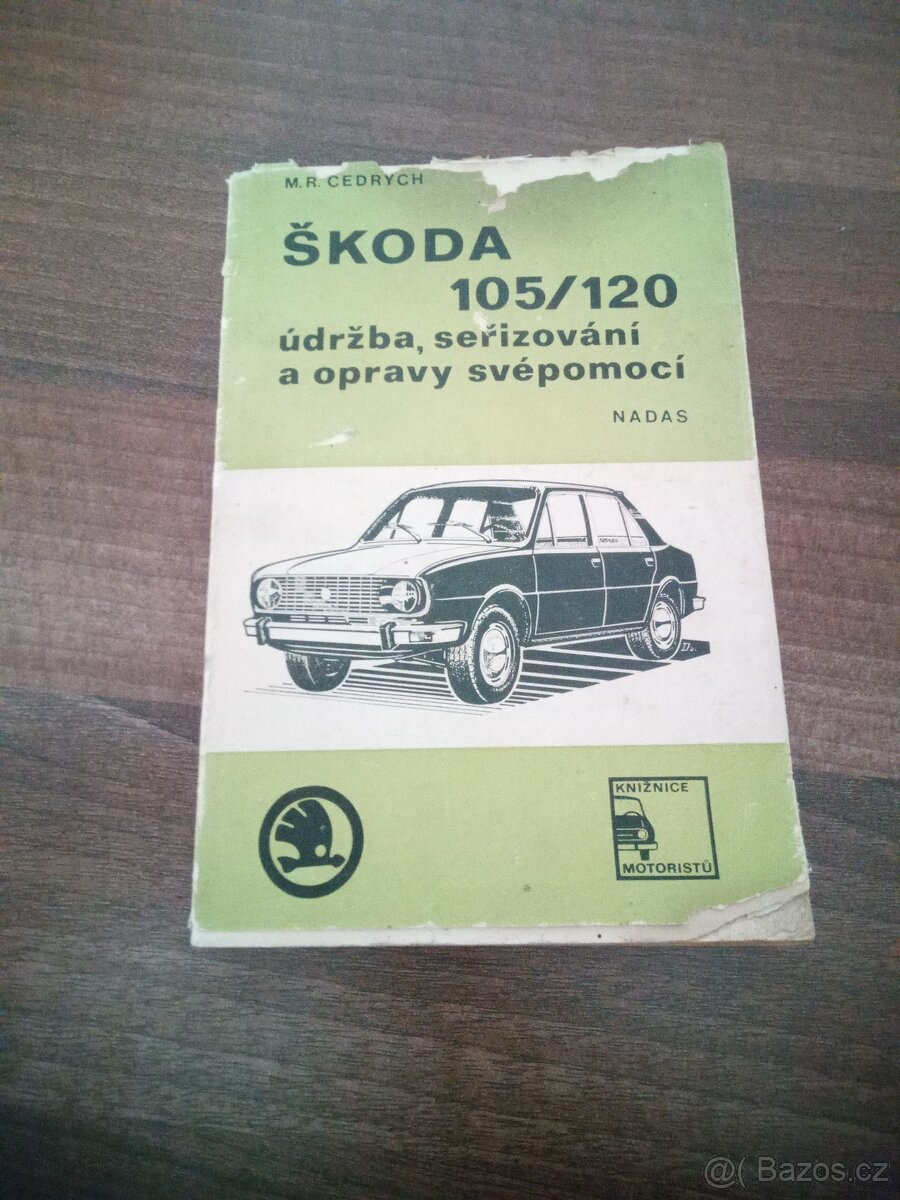 M.R. CEDRYCH
ŠKODA
105/120
údržba, seřizování
a opravy svépomocí
NADAS
KNIŽNICE
MOTORISTŮ
@( Bazos.cz